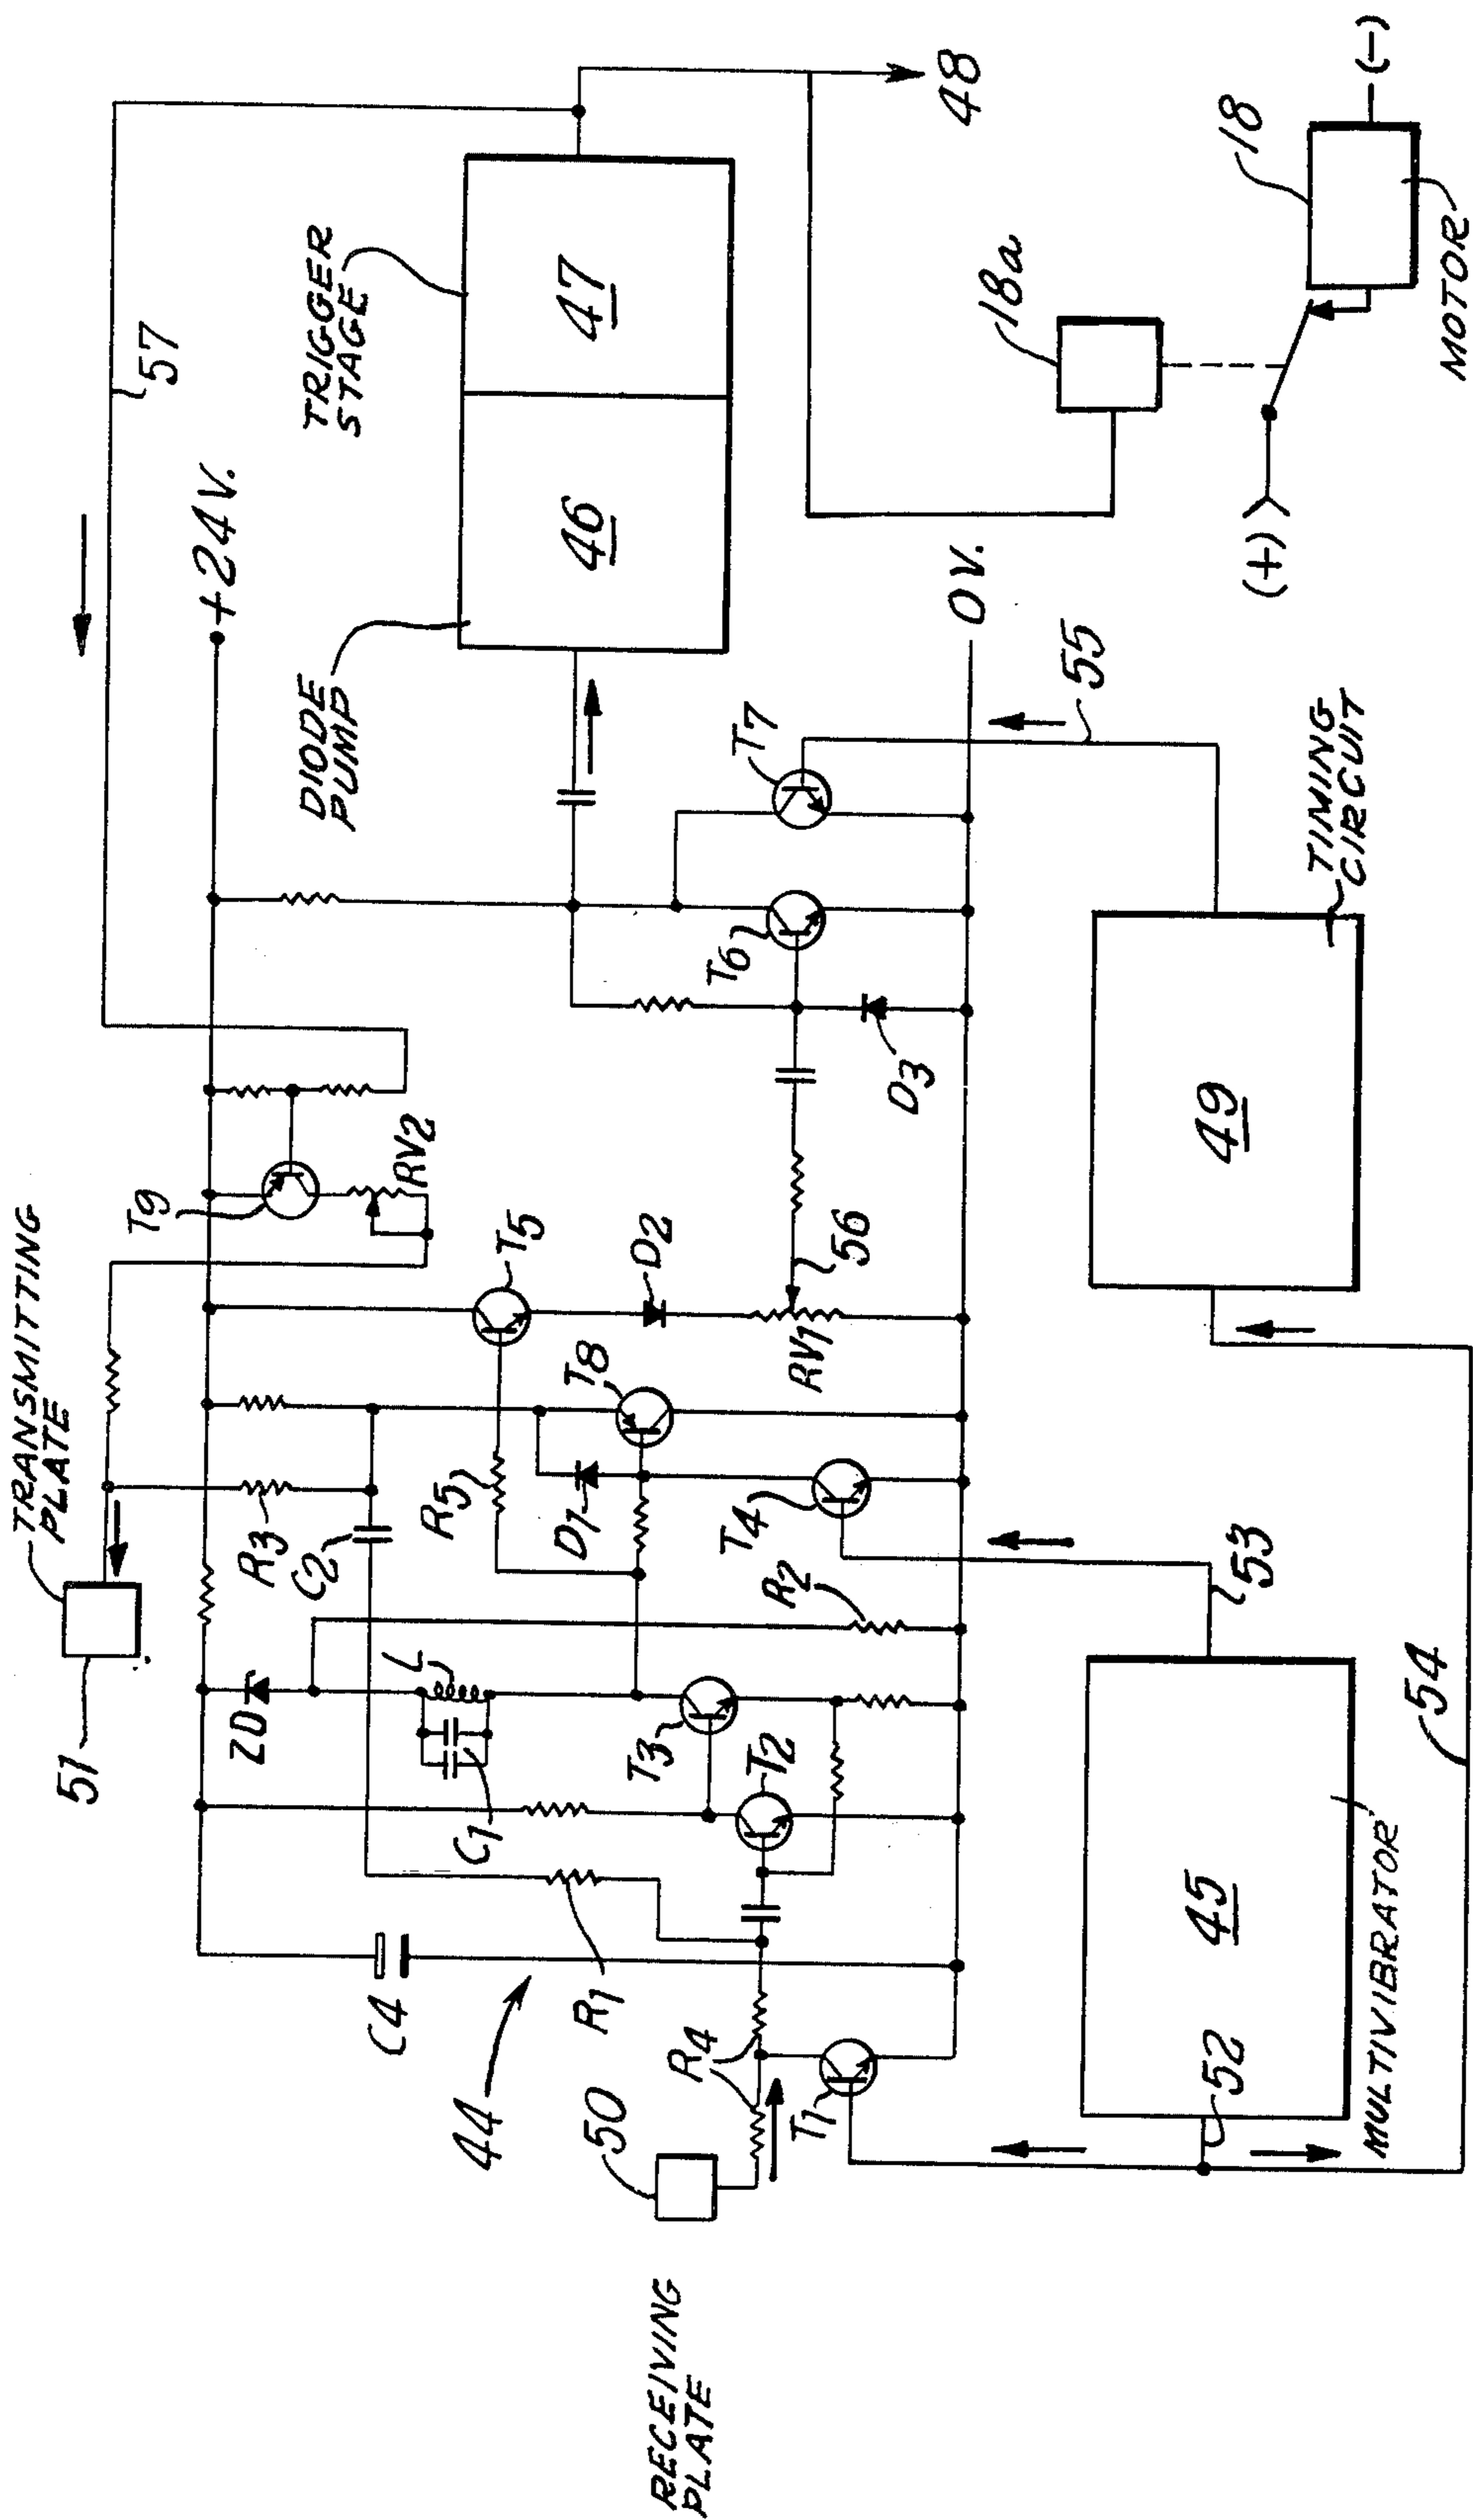 TRANSMITTING
PLATE
51
57
+24V.
T9
RV2
R3
C2
ZD
C4
R5
T5
T8
D2
D1
L
C1
DIODE
PUMP
TRIGGER
STAGE
46
47
48
44
R1
T3
T2
R2
T4
RV1
56
T6
D3
T7
0V.
RECEIVING
PLATE
50
R4
T1
52
45
MULTIVIBRATOR
53
54
49
TIMING
CIRCUIT
55
18a
18
(+)
(-)
MOTOR